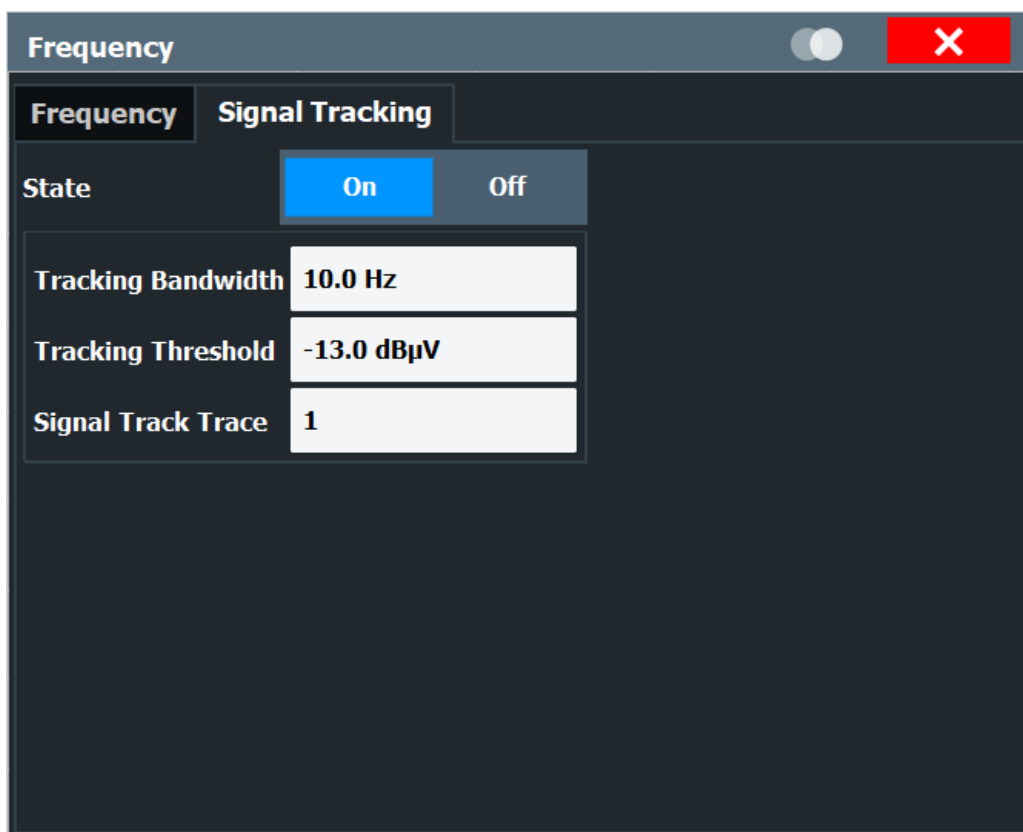 Frequency
Frequency Signal Tracking
State On Off
Tracking Bandwidth 10.0 Hz
Tracking Threshold -13.0 dBµV
Signal Track Trace 1